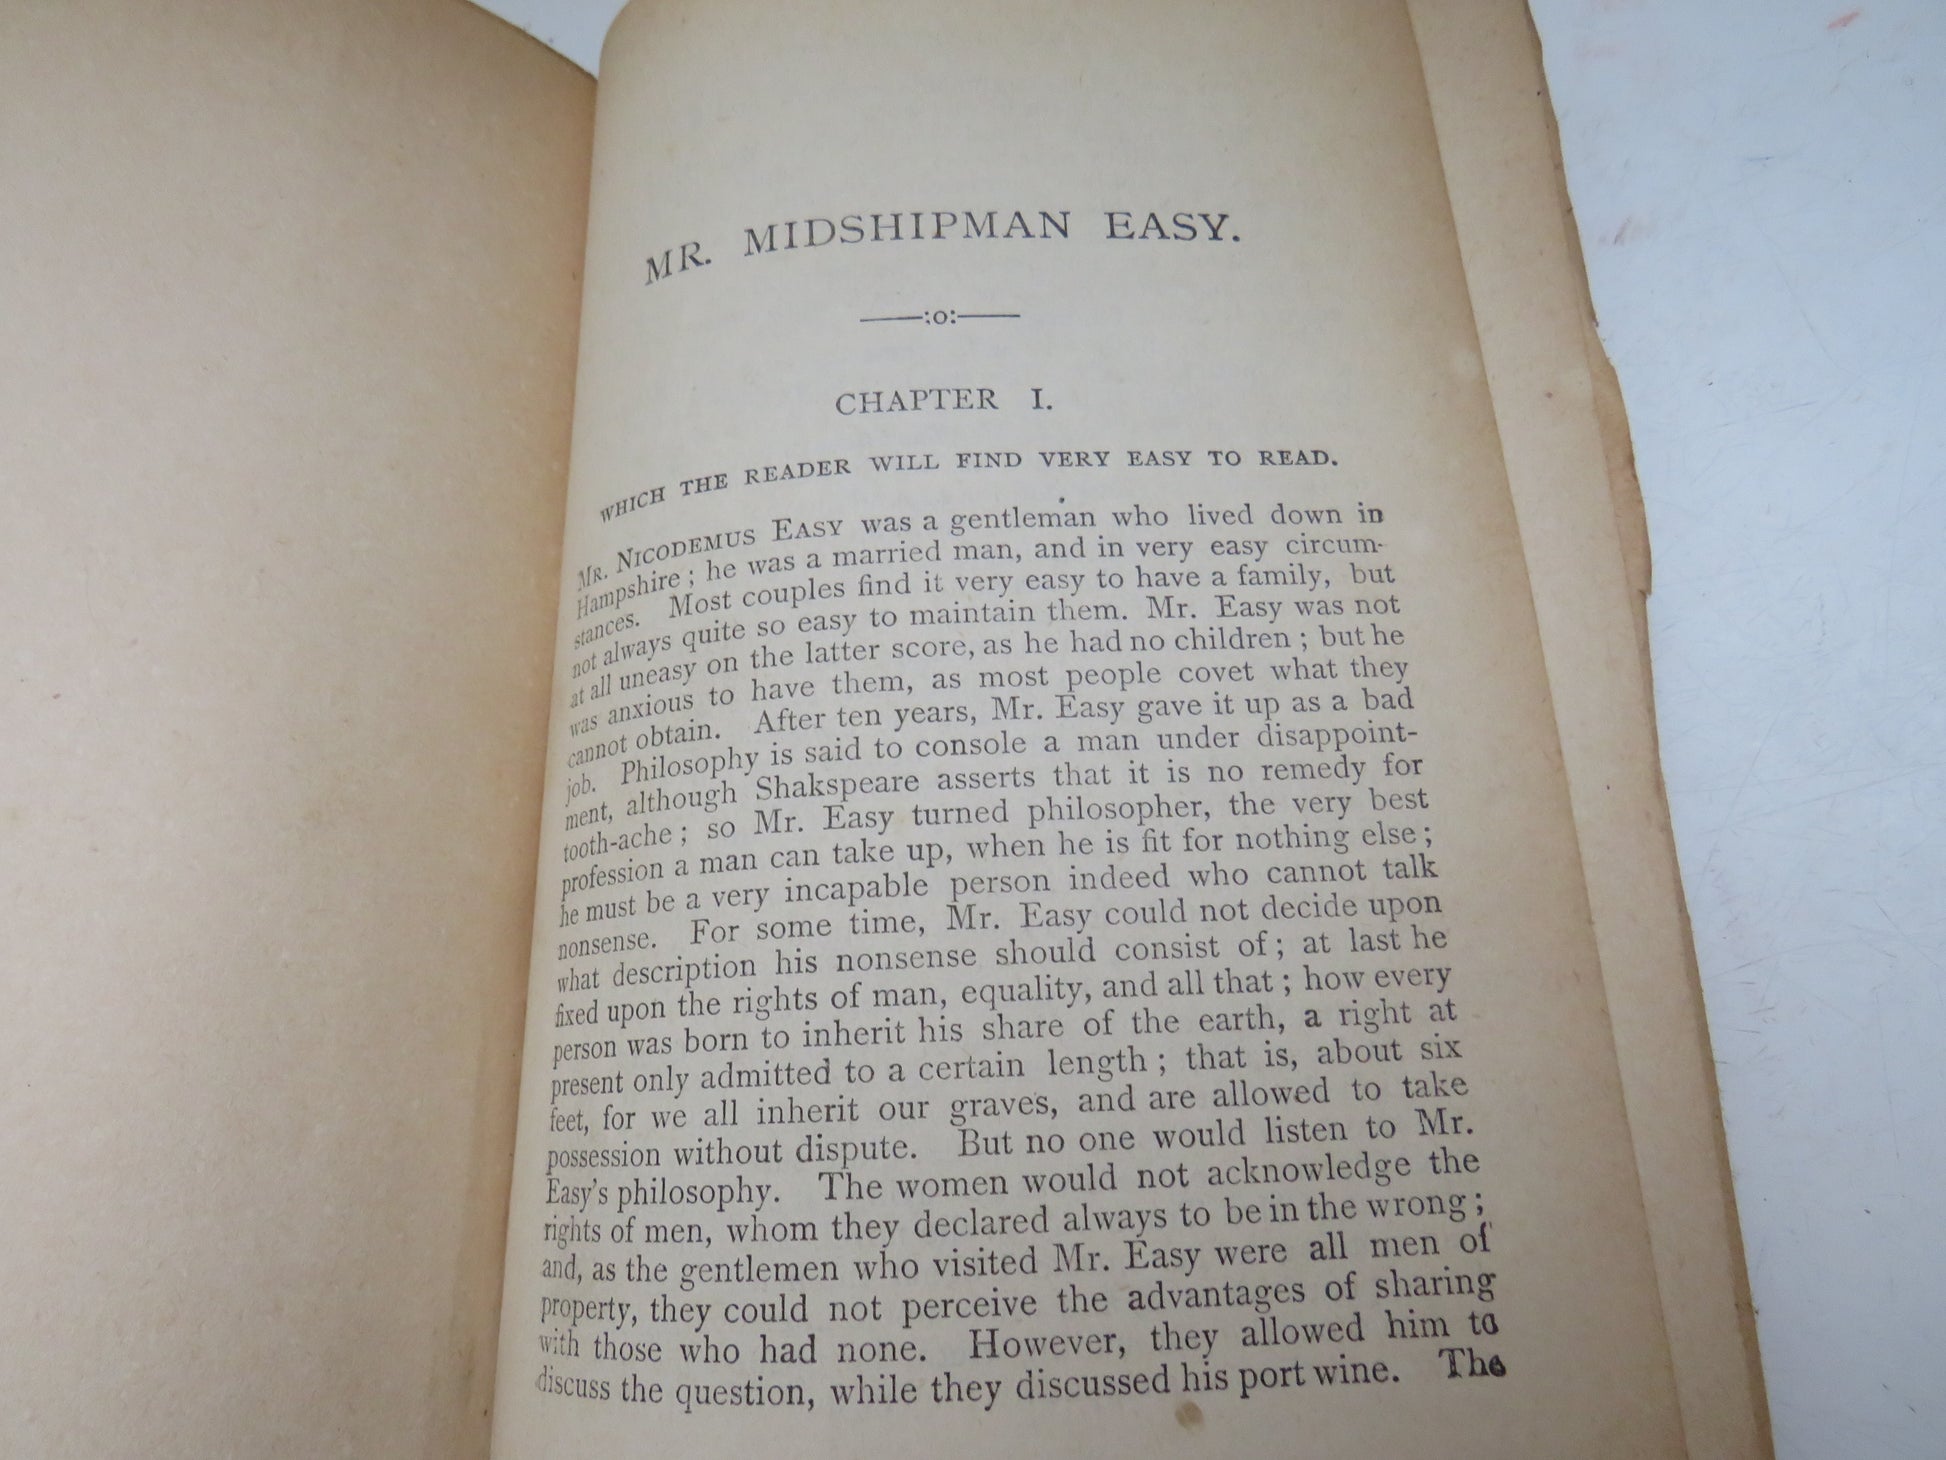 MR. MIDSHIPMAN EASY.
——:o:——
CHAPTER I.
WHICH THE READER WILL FIND VERY EASY TO READ.
MR. NICODEMUS EASY was a gentleman who lived down in
Hampshire; he was a married man, and in very easy circum-
stances. Most couples find it very easy to have a family, but
not always quite so easy to maintain them. Mr. Easy was not
at all uneasy on the latter score, as he had no children; but he
was anxious to have them, as most people covet what they
cannot obtain. After ten years, Mr. Easy gave it up as a bad
job. Philosophy is said to console a man under disappoint-
ment, although Shakspeare asserts that it is no remedy for
tooth-ache; so Mr. Easy turned philosopher, the very best
profession a man can take up, when he is fit for nothing else;
he must be a very incapable person indeed who cannot talk
nonsense. For some time, Mr. Easy could not decide upon
what description his nonsense should consist of; at last he
fixed upon the rights of man, equality, and all that; how every
person was born to inherit his share of the earth, a right at
present only admitted to a certain length; that is, about six
feet, for we all inherit our graves, and are allowed to take
possession without dispute. But no one would listen to Mr.
Easy's philosophy. The women would not acknowledge the
rights of men, whom they declared always to be in the wrong;
and, as the gentlemen who visited Mr. Easy were all men of
property, they could not perceive the advantages of sharing
with those who had none. However, they allowed him to
discuss the question, while they discussed his port wine. The